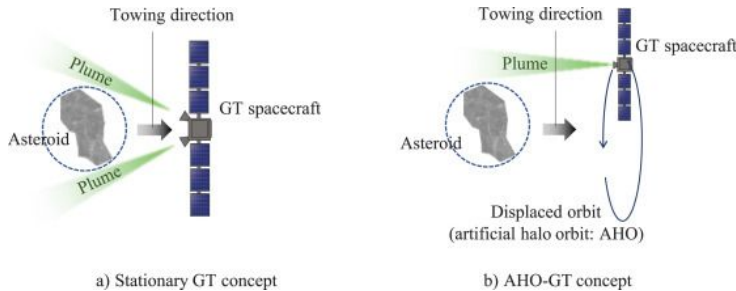 Towing direction
Plume
GT spacecraft
Asteroid
Plume
a) Stationary GT concept
Towing direction
GT spacecraft
Plume
Asteroid
Displaced orbit
(artificial halo orbit: AHO)
b) AHO-GT concept